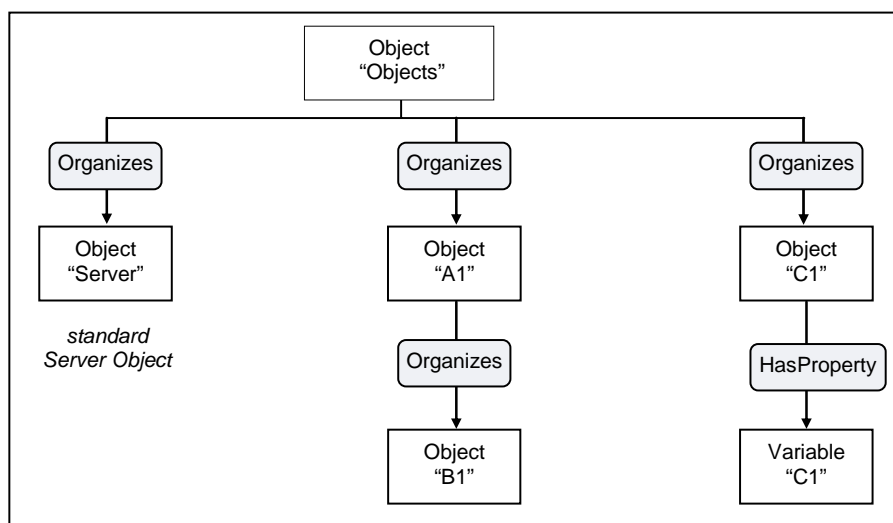 Object
“Objects”
Organizes
Organizes
Organizes
Object
“Server”
Object
“A1”
Object
“C1”
standard
Server Object
Organizes
HasProperty
Object
“B1”
Variable
“C1”